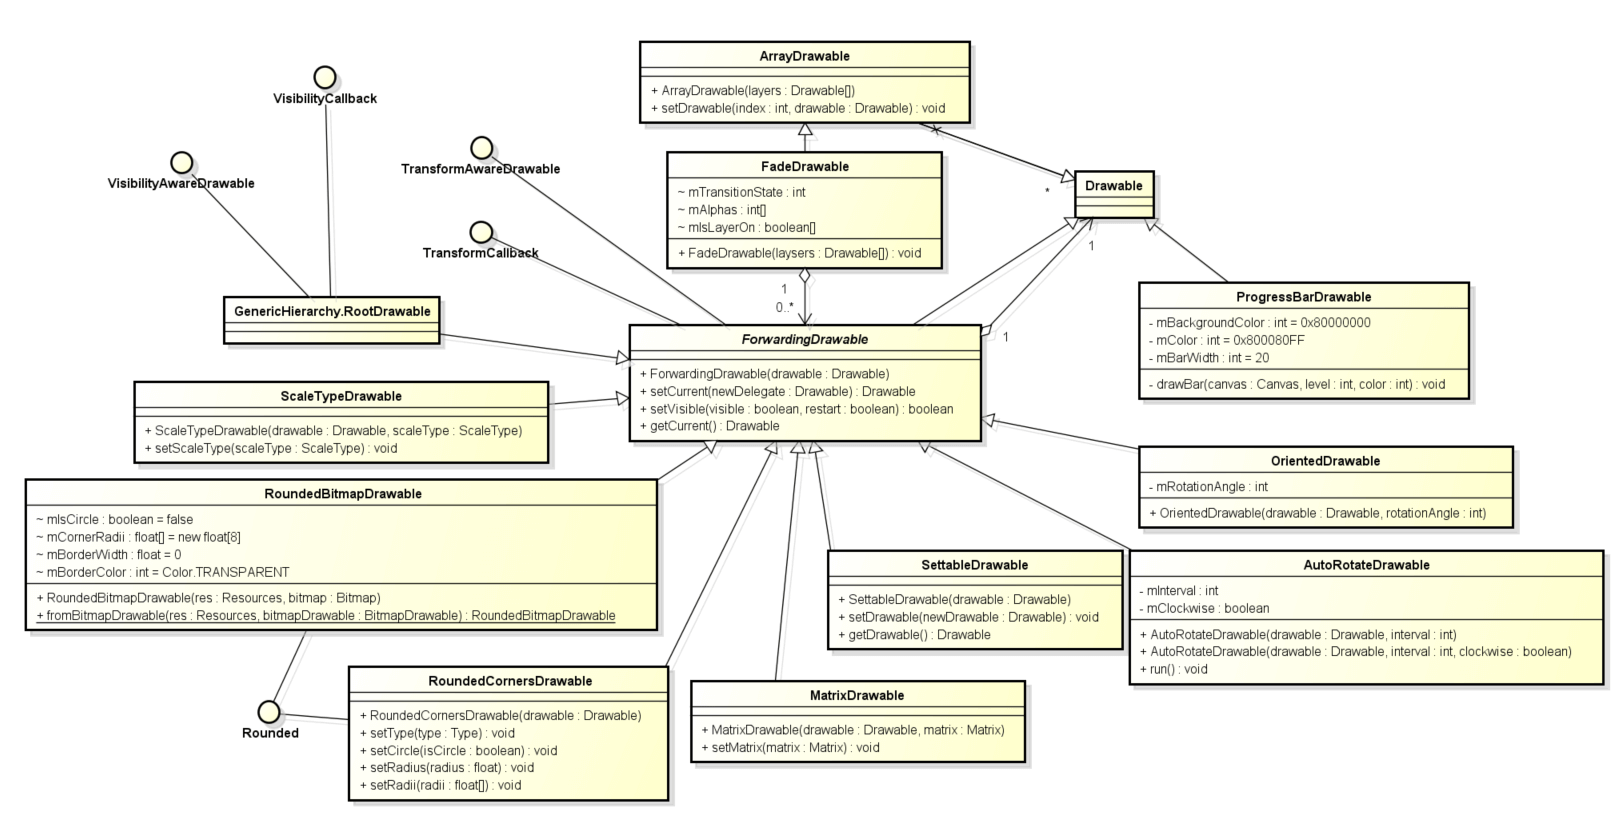 ArrayDrawable
+ ArrayDrawable(layers : Drawable[])
+ setDrawable(index : int, drawable : Drawable) : void
VisibilityCallback
VisibilityAwareDrawable
TransformAwareDrawable
TransformCallback
FadeDrawable
~ mTransitionState : int
~ mAlphas : int[]
~ mIsLayerOn : boolean[]
+ FadeDrawable(laysers : Drawable[]) : void
*
Drawable
1
1
0..*
1
GenericHierarchy.RootDrawable
ProgressBarDrawable
- mBackgroundColor : int = 0x80000000
- mColor : int = 0x800080FF
- mBarWidth : int = 20
- drawBar(canvas : Canvas, level : int, color : int) : void
ForwardingDrawable
+ ForwardingDrawable(drawable : Drawable)
+ setCurrent(newDelegate : Drawable) : Drawable
+ setVisible(visible : boolean, restart : boolean) : boolean
+ getCurrent() : Drawable
ScaleTypeDrawable
+ ScaleTypeDrawable(drawable : Drawable, scaleType : ScaleType)
+ setScaleType(scaleType : ScaleType) : void
OrientedDrawable
- mRotationAngle : int
+ OrientedDrawable(drawable : Drawable, rotationAngle : int)
RoundedBitmapDrawable
~ mIsCircle : boolean = false
~ mCornerRadii : float[] = new float[8]
~ mBorderWidth : float = 0
~ mBorderColor : int = Color.TRANSPARENT
+ RoundedBitmapDrawable(res : Resources, bitmap : Bitmap)
+ fromBitmapDrawable(res : Resources, bitmapDrawable : BitmapDrawable) : RoundedBitmapDrawable
SettableDrawable
+ SettableDrawable(drawable : Drawable)
+ setDrawable(newDrawable : Drawable) : void
+ getDrawable() : Drawable
AutoRotateDrawable
- mInterval : int
- mClockwise : boolean
+ AutoRotateDrawable(drawable : Drawable, interval : int)
+ AutoRotateDrawable(drawable : Drawable, interval : int, clockwise : boolean)
+ run() : void
Rounded
RoundedCornersDrawable
+ RoundedCornersDrawable(drawable : Drawable)
+ setType(type : Type) : void
+ setCircle(isCircle : boolean) : void
+ setRadius(radius : float) : void
+ setRadii(radii : float[]) : void
MatrixDrawable
+ MatrixDrawable(drawable : Drawable, matrix : Matrix)
+ setMatrix(matrix : Matrix) : void